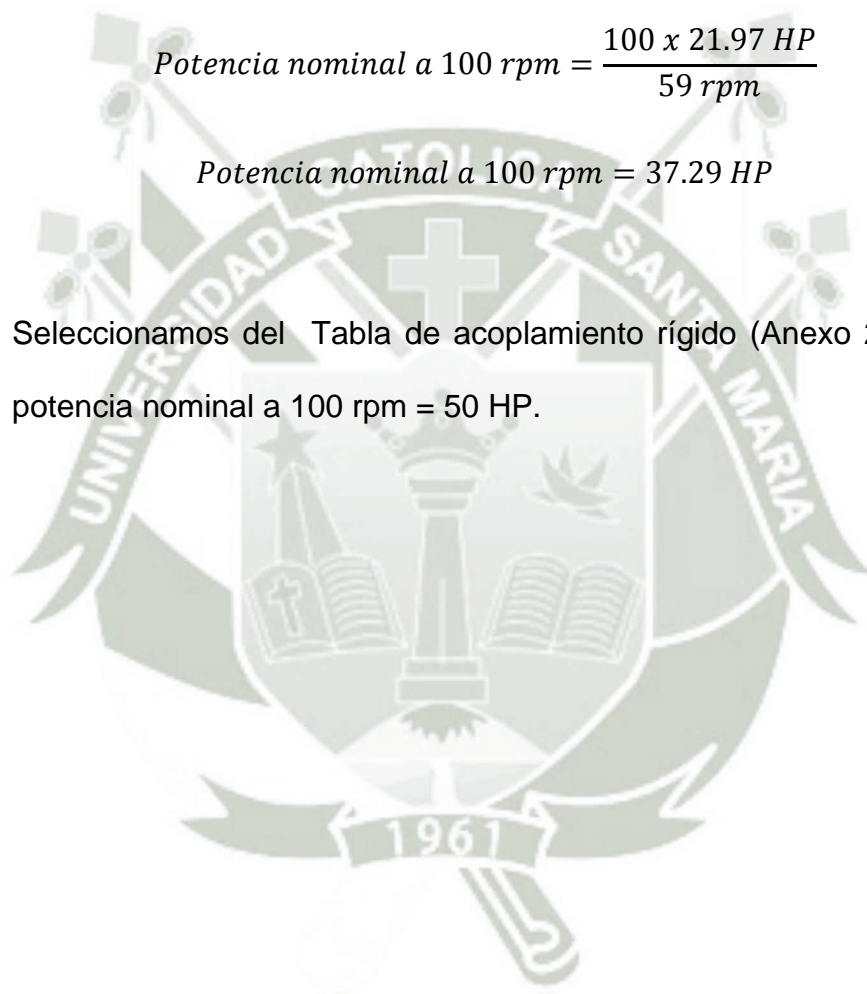 Potencia nominal a 100 rpm = 100 x 21.97 HP / 59 rpm
Potencia nominal a 100 rpm = 37.29 HP
Seleccionamos del Tabla de acoplamiento rígido (Anexo
potencia nominal a 100 rpm = 50 HP.
UNIVERSIDAD CATOLICA SANTA MARIA
1961